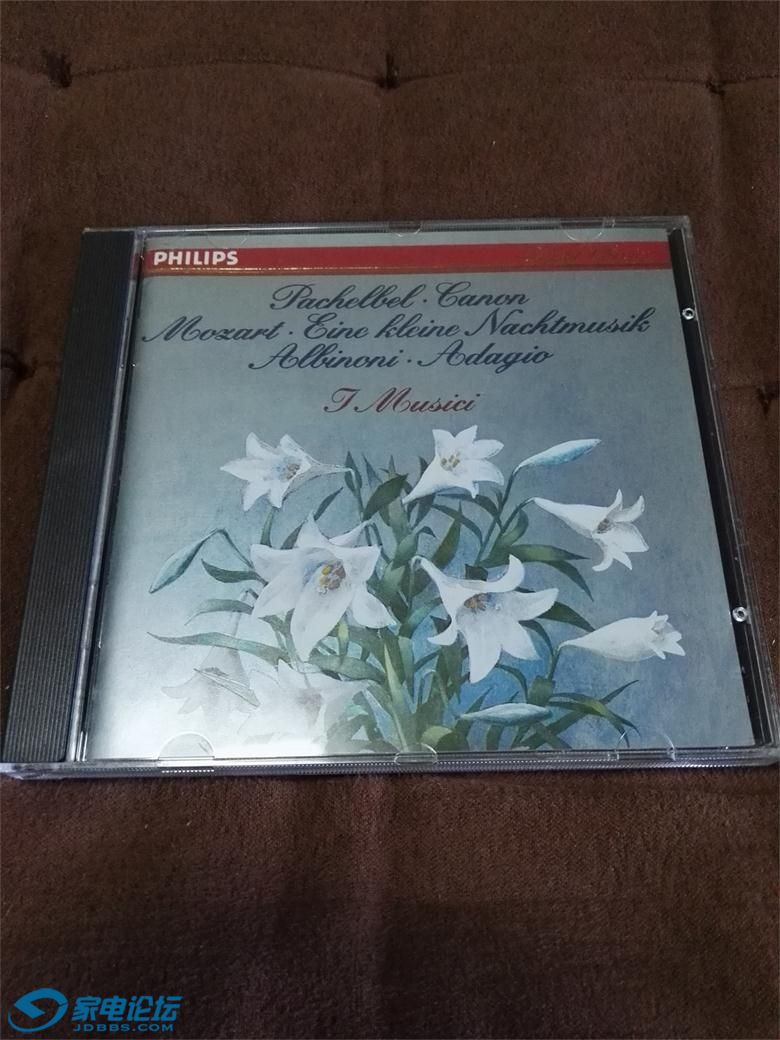 PHILIPS
Pachelbel · Canon
Mozart · Eine kleine Nachtmusik
Albinoni · Adagio
I Musici
家电论坛
JDBBS.COM